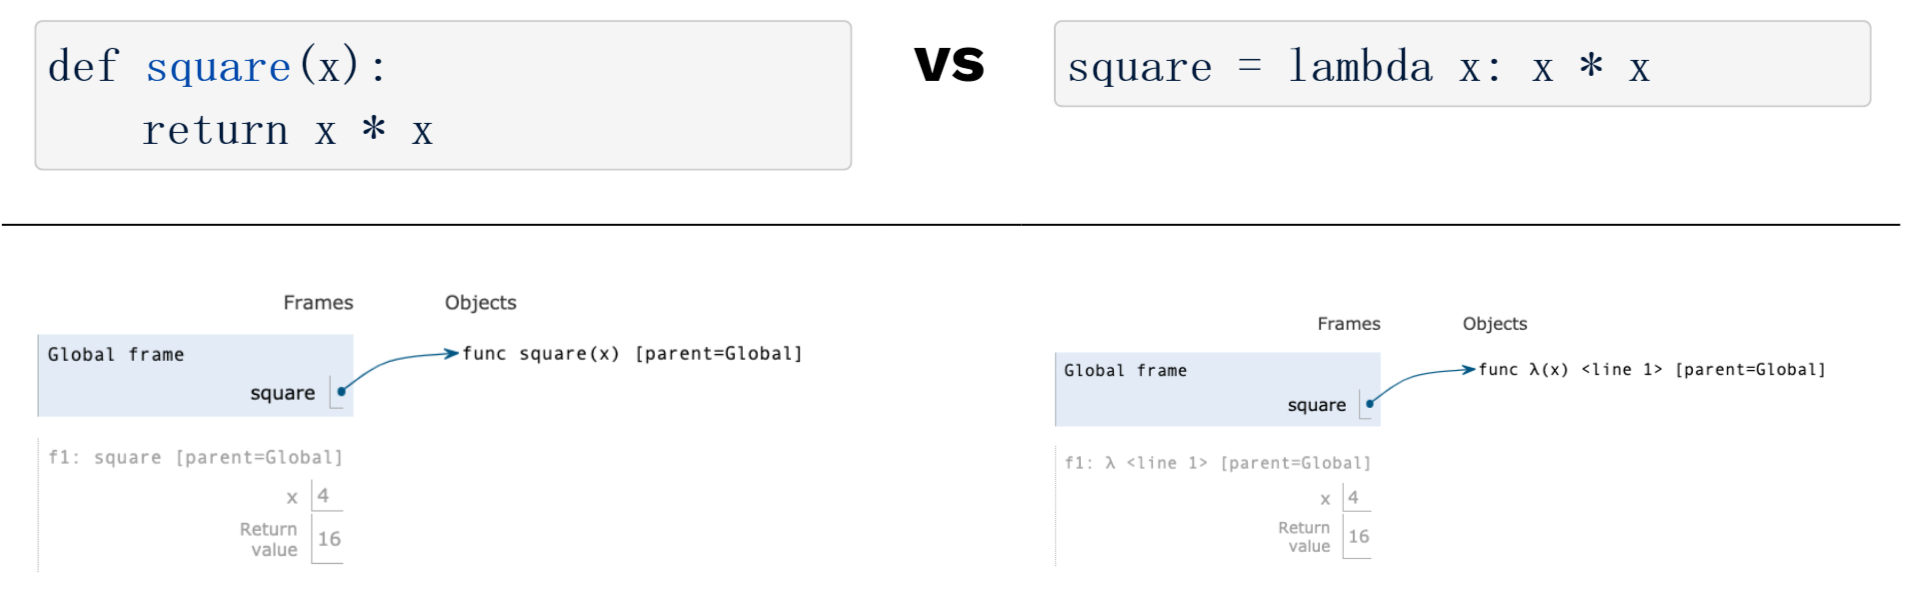 def square(x):
    return x * x
vs
square = lambda x: x * x
Frames Objects
Global frame
func square(x) [parent=Global]
square
f1: square [parent=Global]
x 4
Return
value 16
Frames Objects
Global frame
func λ(x) <line 1> [parent=Global]
square
f1: λ <line 1> [parent=Global]
x 4
Return
value 16